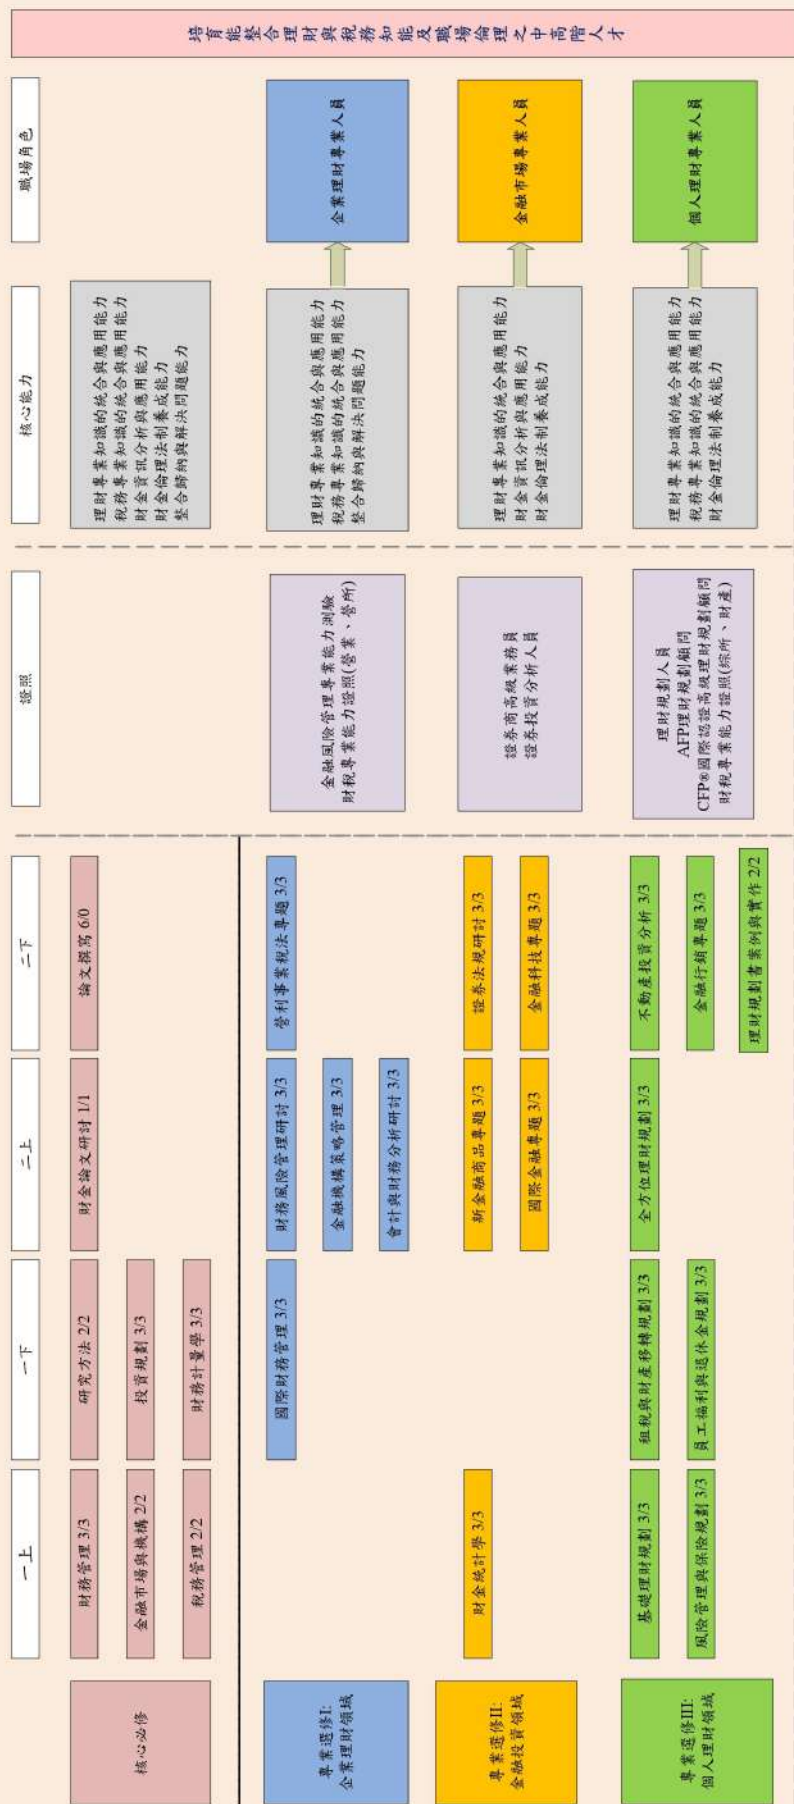 一上
一下
二上
二下
證照
核心能力
職場角色
核心必修
財務管理 3/3
金融市場與機構 2/2
稅務管理 2/2
研究方法 2/2
投資規劃 3/3
財務計量學 3/3
財金論文研討 1/1
論文撰寫 6/0
理財專業知識的統合與應用能力
稅務專業知識的統合與應用能力
財金資訊分析與應用能力
財金倫理法制養成能力
整合歸納與解決問題能力
專業選修I:
企業理財領域
國際財務管理 3/3
財務風險管理研討 3/3
金融機構策略管理 3/3
會計與財務分析研討 3/3
營利事業稅法專題 3/3
金融風險管理專業能力測驗
財稅專業能力證照(營業、營所)
理財專業知識的統合與應用能力
稅務專業知識的統合與應用能力
整合歸納與解決問題能力
企業理財專業人員
專業選修II:
金融投資領域
財金統計學 3/3
新金融商品專題 3/3
國際金融專題 3/3
證券法規研討 3/3
金融科技專題 3/3
證券商高級業務員
證券投資分析人員
理財專業知識的統合與應用能力
財金資訊分析與應用能力
財金倫理法制養成能力
金融市場專業人員
專業選修III:
個人理財領域
基礎理財規劃 3/3
風險管理與保險規劃 3/3
租稅與財產移轉規劃 3/3
員工福利與退休金規劃 3/3
全方位理財規劃 3/3
不動產投資分析 3/3
金融行銷專題 3/3
理財規劃書案例與實作 2/2
理財規劃人員
AFP理財規劃顧問
CFP®國際認證高級理財規劃顧問
財稅專業能力證照(綜所、財產)
理財專業知識的統合與應用能力
稅務專業知識的統合與應用能力
財金倫理法制養成能力
個人理財專業人員
培育能整合理財與稅務知能及職場倫理之中高階人才